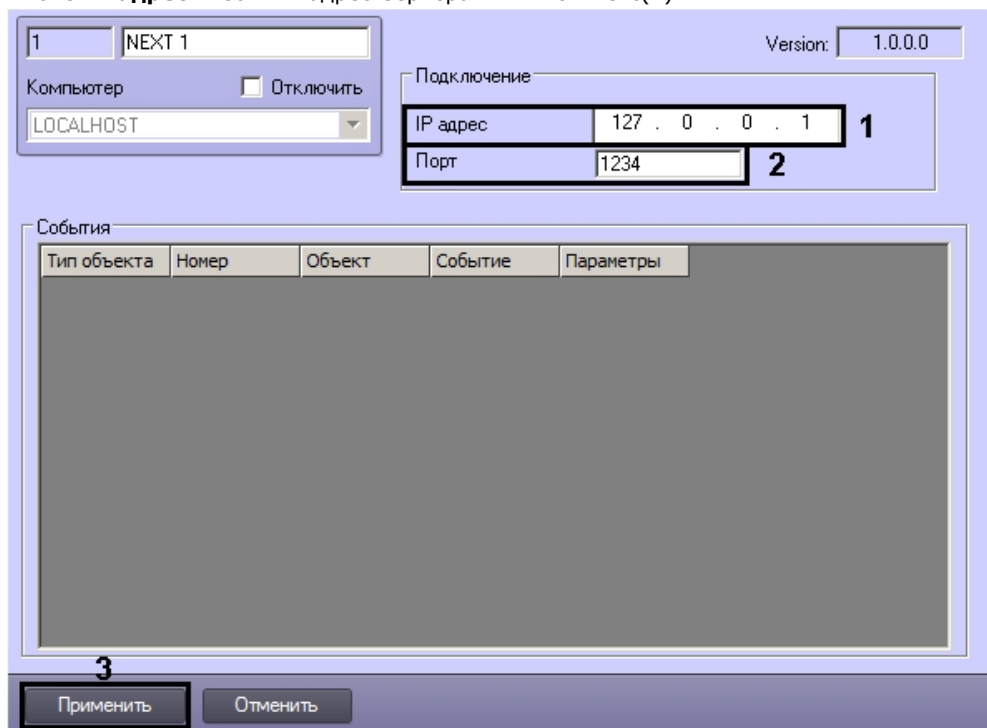 1 NEXT 1 Version: 1.0.0.0
Компьютер Отключить
LOCALHOST
Подключение
IP адрес 127 . 0 . 0 . 1 1
Порт 1234 2
События
Тип объекта Номер Объект Событие Параметры
3
Применить Отменить